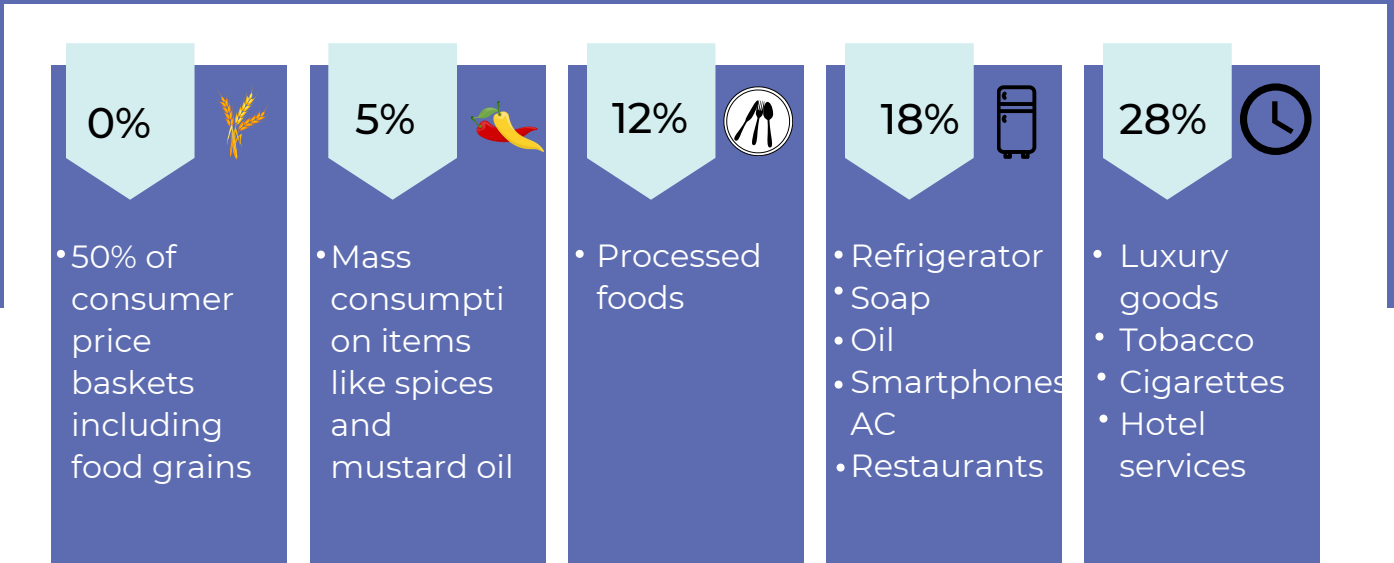 0%
• 50% of
consumer
price
baskets
including
food grains
5%
• Mass
consumpti
on items
like spices
and
mustard oil
12%
• Processed
foods
18%
• Refrigerator
• Soap
• Oil
• Smartphones
AC
• Restaurants
28%
• Luxury
goods
• Tobacco
• Cigarettes
• Hotel
services